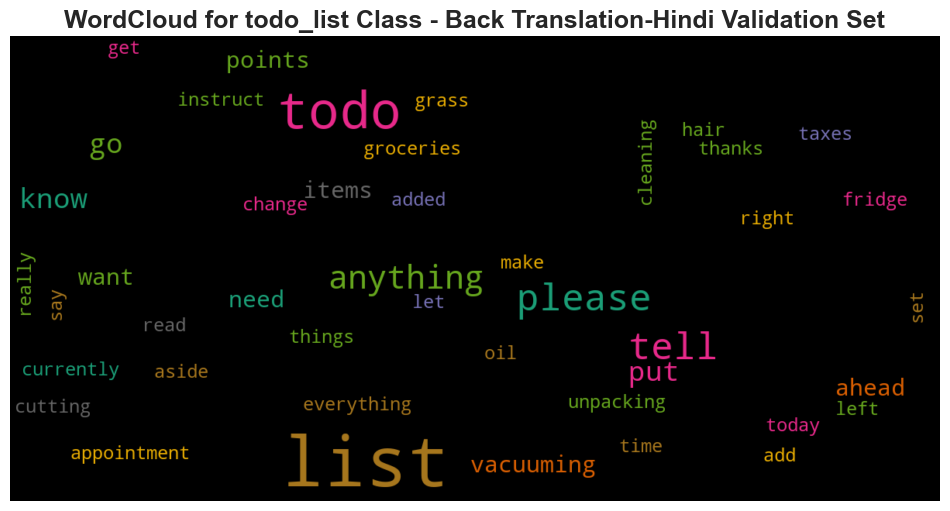 WordCloud for todo_list Class - Back Translation-Hindi Validation Set
get
points
instruct
todo
grass
go
groceries
cleaning
hair
thanks
taxes
know
items
change
added
right
fridge
really
say
want
anything
make
need
let
please
set
read
things
oil
tell
put
currently
aside
ahead
cutting
everything
unpacking
left
today
appointment
list
vacuuming
time
add